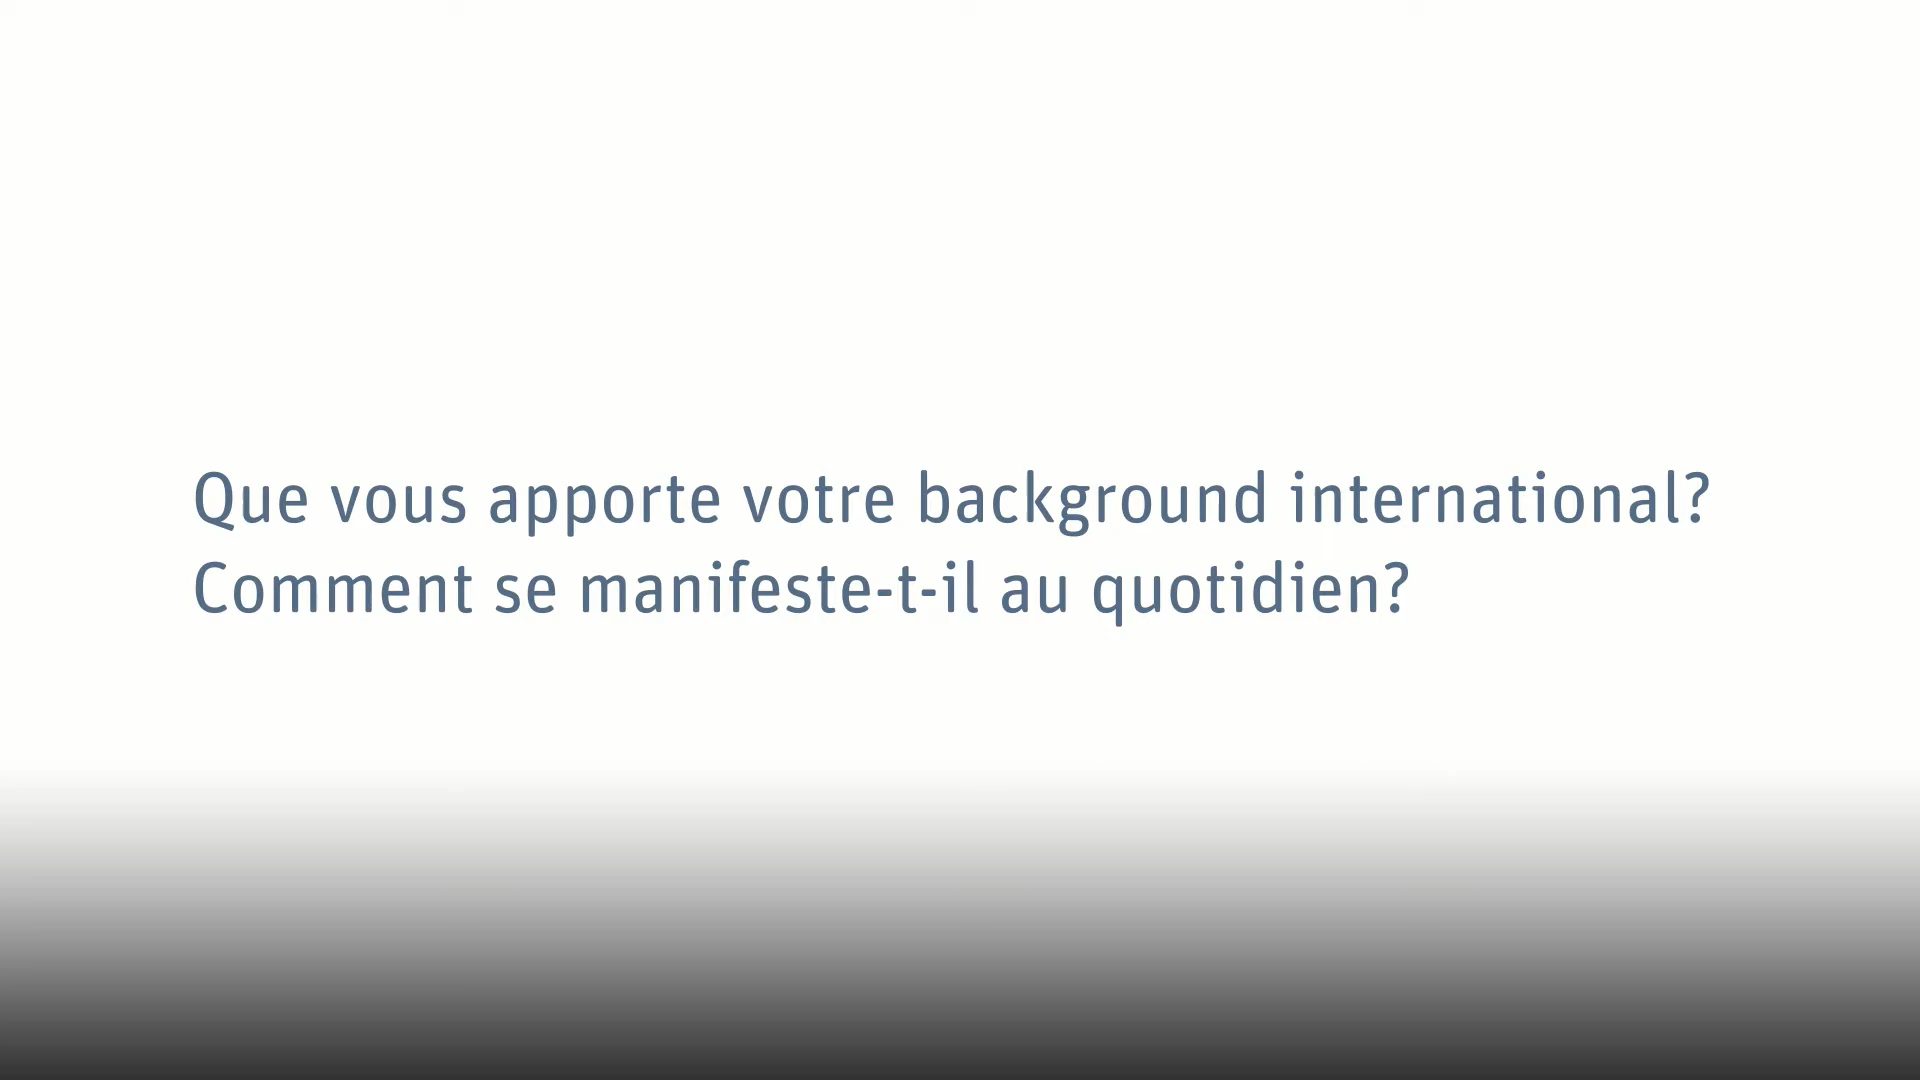 Que vous apporte votre background international?
Comment se manifeste-t-il au quotidien?